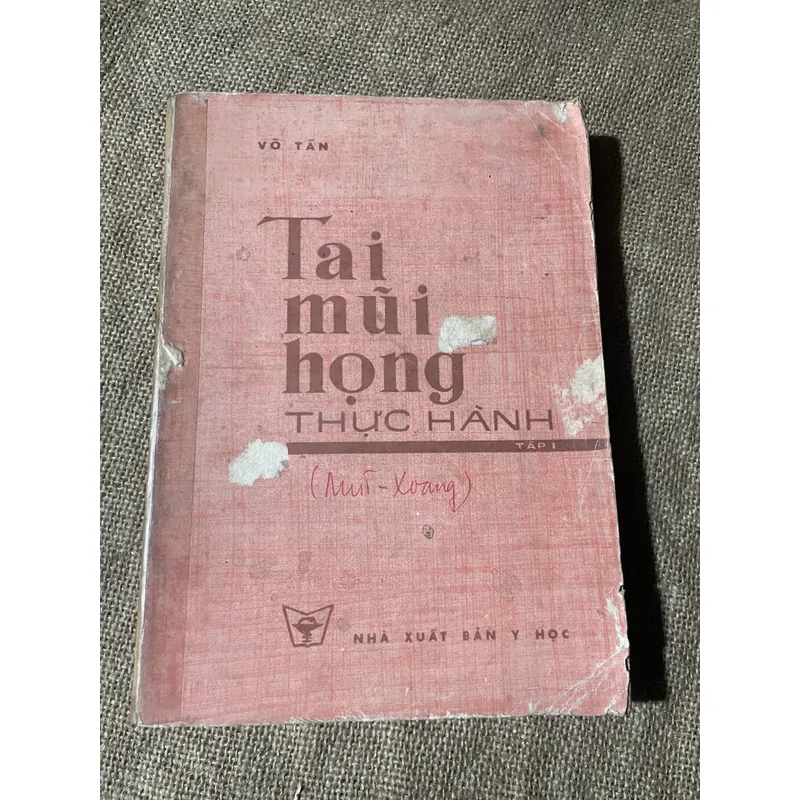 VÕ TẤN
Tai
mũi
họng
THỰC HÀNH
TẬP I
(Mũi - Xoang)
NHÀ XUẤT BẢN Y HỌC